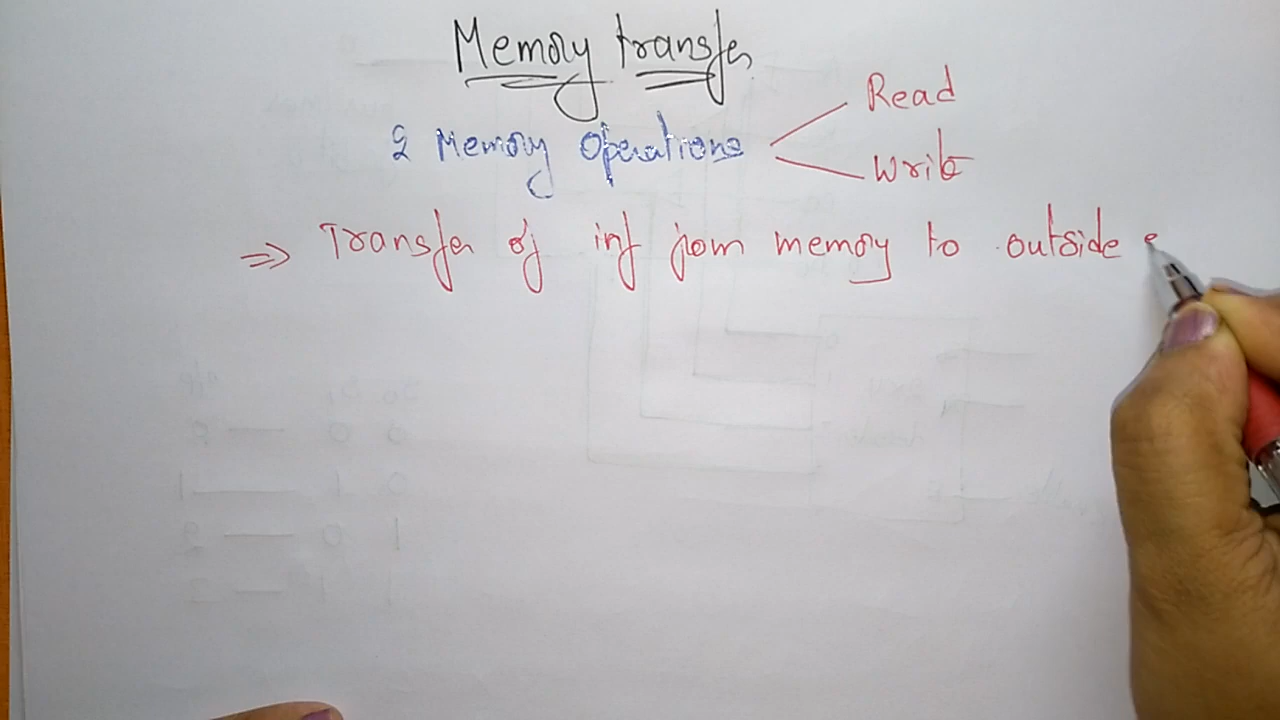 Memory transfer
2 Memory Operations
Read
Write
⇒ Transfer of inf from memory to outside e